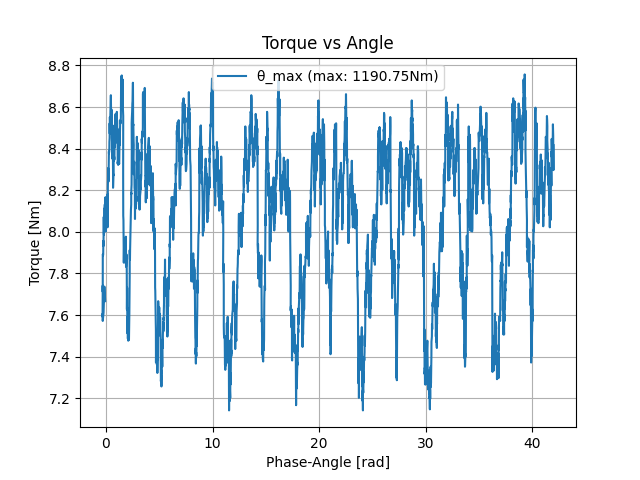 Torque vs Angle
θ_max (max: 1190.75Nm)
Torque [Nm]
8.8
8.6
8.4
8.2
8.0
7.8
7.6
7.4
7.2
0 10 20 30 40
Phase-Angle [rad]